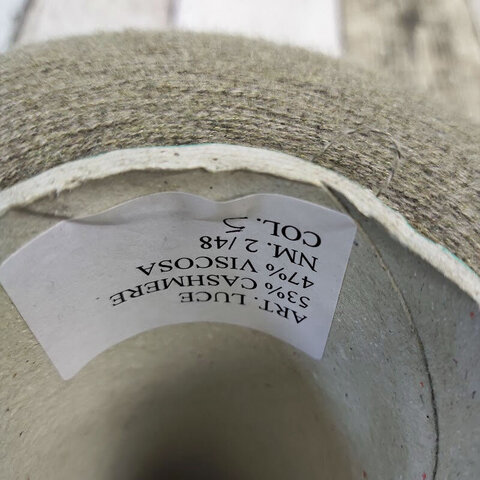 ART. LUCE
53% CASHMERE
47% VISCOSA
NM. 2/48
COL. 5